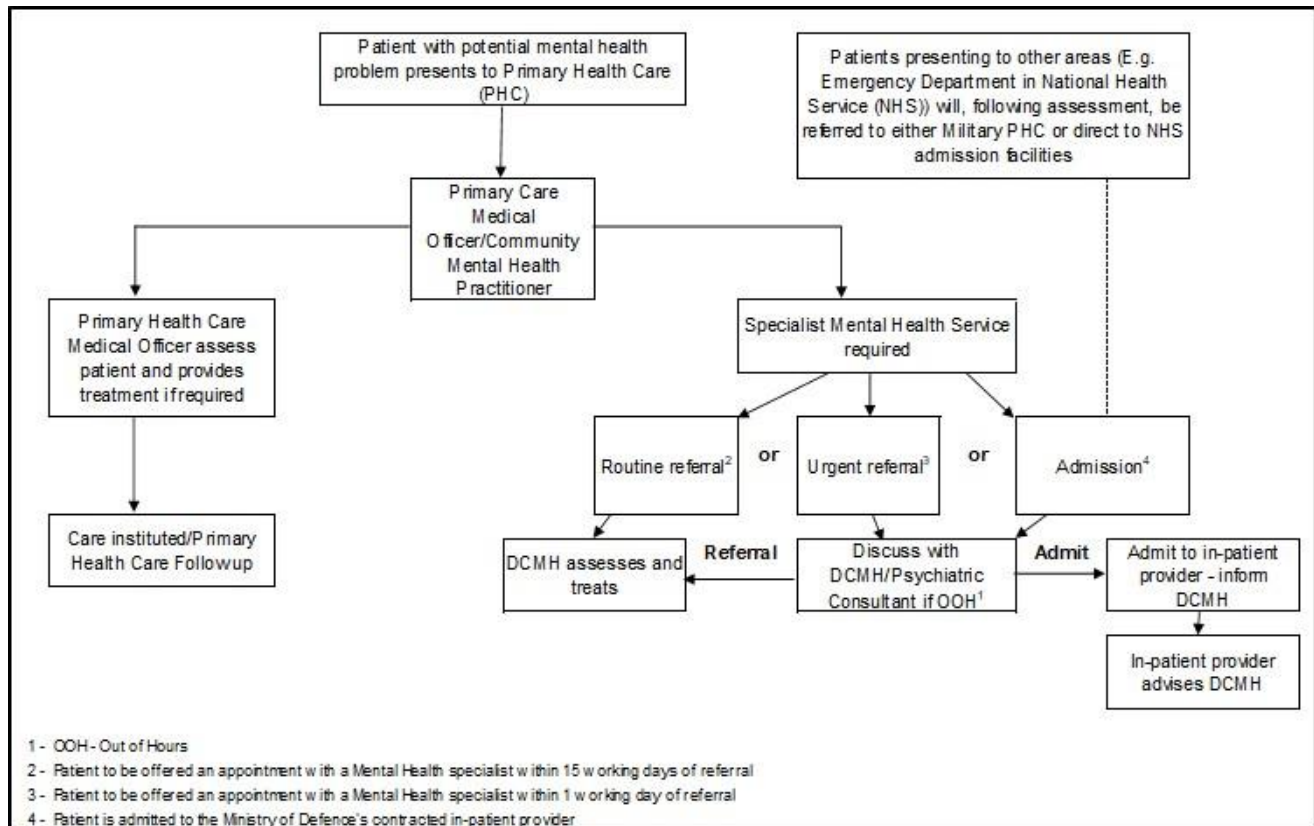 Patient with potential mental health
problem presents to Primary Health Care
(PHC)
Patients presenting to other areas (E.g.
Emergency Department in National Health
Service (NHS)) will, following assessment, be
referred to either Military PHC or direct to NHS
admission facilities
Primary Care
Medical
Officer/Community
Mental Health
Practitioner
Primary Health Care
Medical Officer assess
patient and provides
treatment if required
Specialist Mental Health Service
required
Routine referral²
or
Urgent referral³
or
Admission⁴
Care instituted/Primary
Health Care Followup
DCMH assesses and
treats
Referral
Discuss with
DCMH/Psychiatric
Consultant if OOH¹
Admit
Admit to in-patient
provider - inform
DCMH
In-patient provider
advises DCMH
1 - OOH - Out of Hours
2 - Patient to be offered an appointment with a Mental Health specialist within 15 working days of referral
3 - Patient to be offered an appointment with a Mental Health specialist within 1 working day of referral
4 - Patient is admitted to the Ministry of Defence's contracted in-patient provider